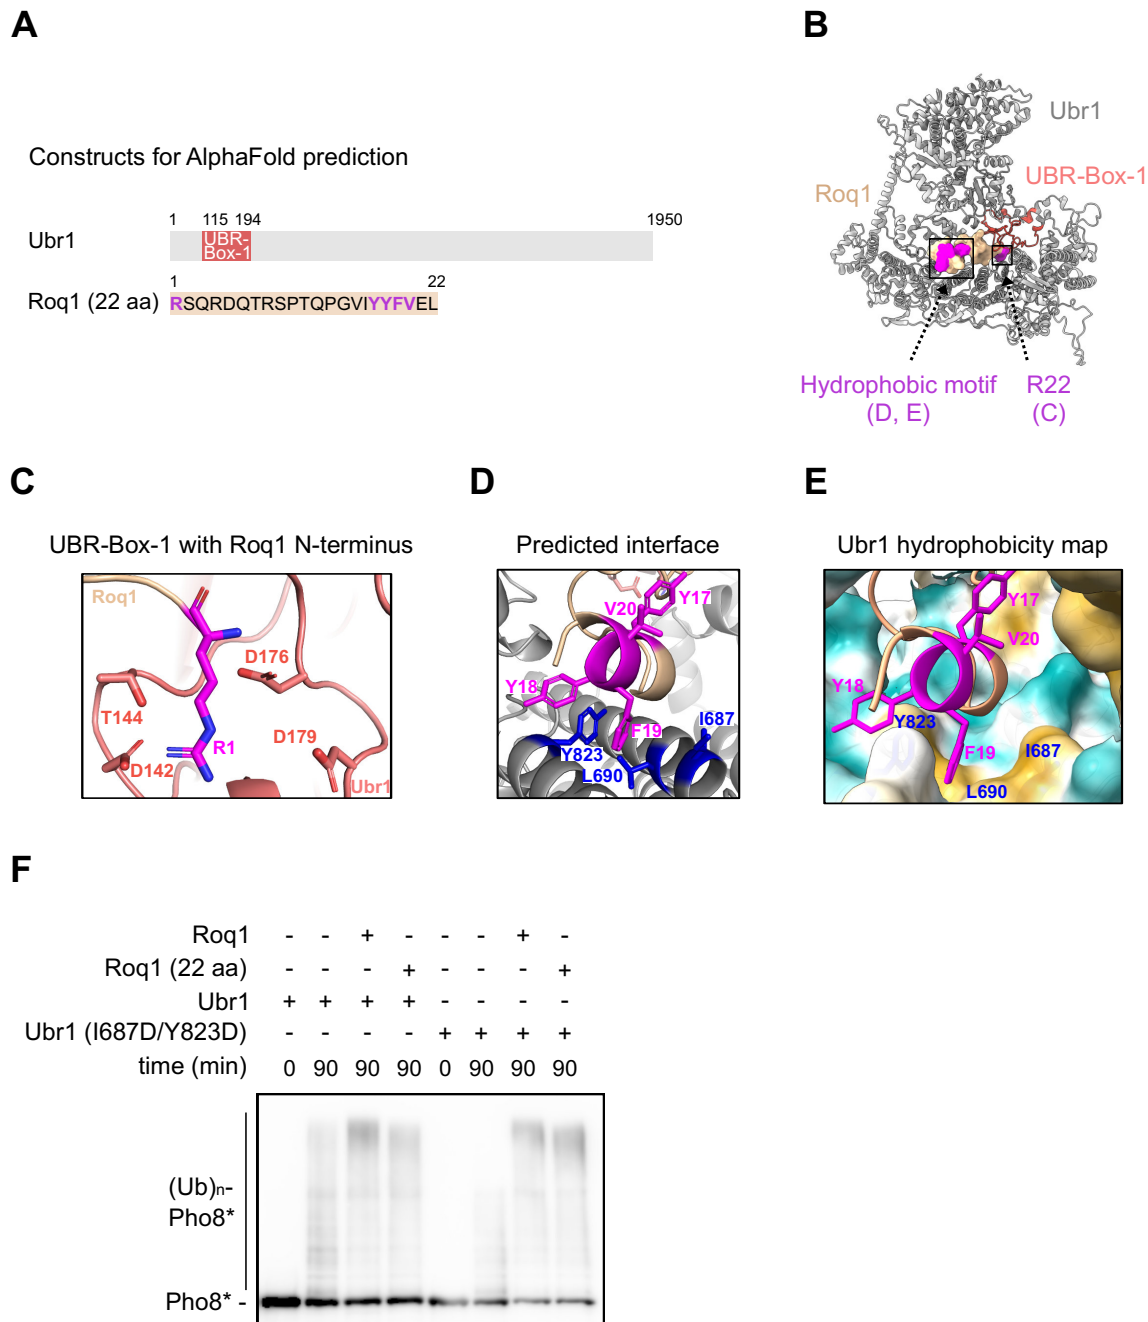 A
B
Constructs for AlphaFold prediction
1 115 194 1950
Ubr1 UBR-
Box-1
1 22
Roq1 (22 aa) RSQRDQTRSPTQPGVIYYFVEL
Ubr1
UBR-Box-1
Roq1
Hydrophobic motif
(D, E)
R22
(C)
C
UBR-Box-1 with Roq1 N-terminus
Roq1
D176
T144
D179
R1
D142
Ubr1
D
Predicted interface
Y17
V20
Y18
I687
F19
Y823
L690
E
Ubr1 hydrophobicity map
Y17
V20
Y18
Y823
F19
I687
L690
F
Roq1 - - + - - - + -
Roq1 (22 aa) - - - + - - - +
Ubr1 + + + + - - - -
Ubr1 (I687D/Y823D) - - - - + + + +
time (min) 0 90 90 90 0 90 90 90
(Ub)n-
Pho8*
Pho8* -